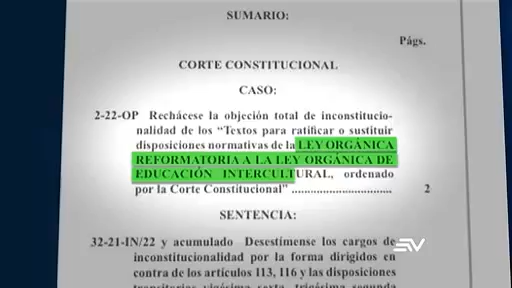 SUMARIO:
Págs.
CORTE CONSTITUCIONAL
CASO:
2-22-OP Rechácese la objeción total de inconstitucio-
nalidad de los “Textos para ratificar o sustituir
disposiciones normativas de la LEY ORGÁNICA
REFORMATORIA A LA LEY ORGÁNICA DE
EDUCACIÓN INTERCULTURAL, ordenado
por la Corte Constitucional” ................................ 2
SENTENCIA:
32-21-IN/22 y acumulado Desestímense los cargos de
inconstitucionalidad por la forma dirigidos en
contra de los artículos 113, 116 y las disposiciones
transitorias vigésima sexta, trigésima segunda